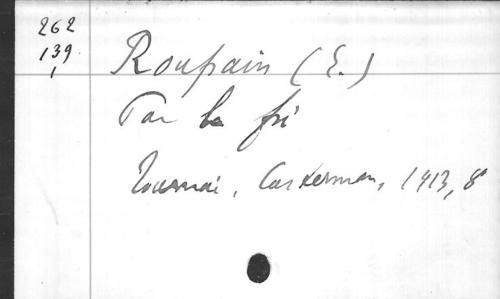 262
139
1
Roupain (E.)
Par la foi
Tournai, Casterman, 1913, 8°